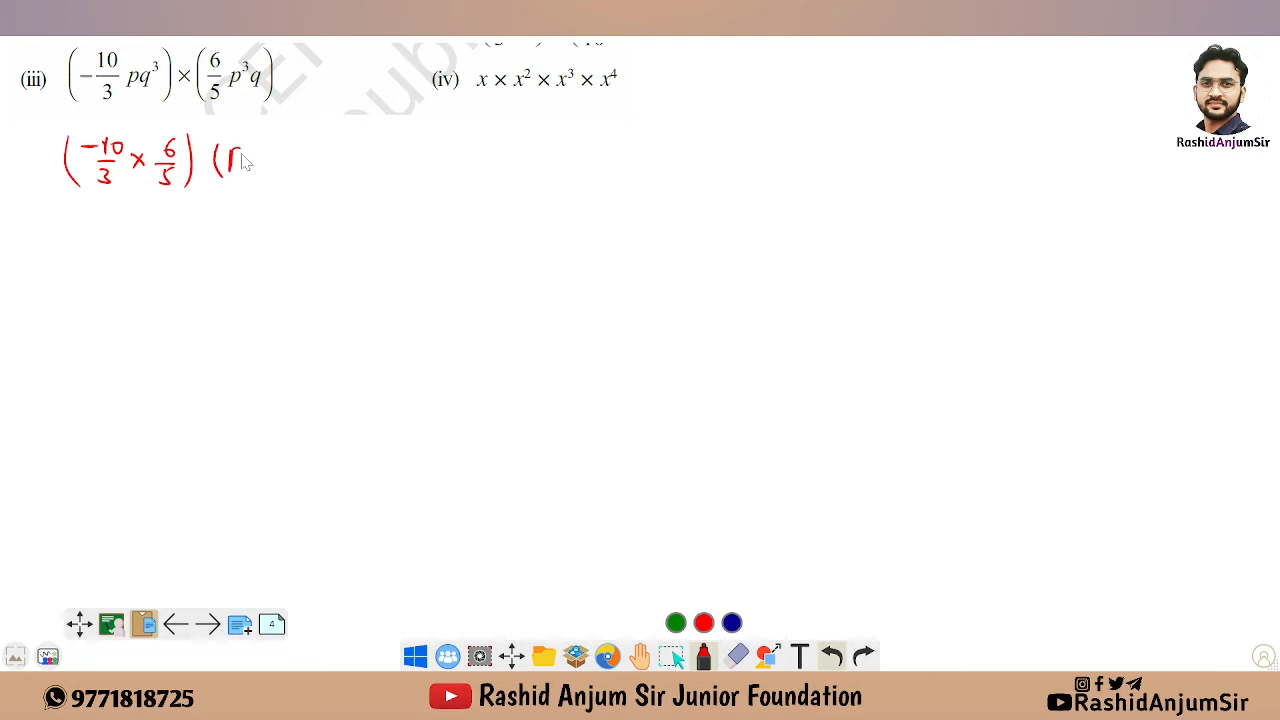 (iii) (−10/3 pq³) × (6/5 p³q) (iv) x × x² × x³ × x⁴
(−10/3 × 6/5) (
RashidAnjumSir
4
T
9771818725 Rashid Anjum Sir Junior Foundation RashidAnjumSir